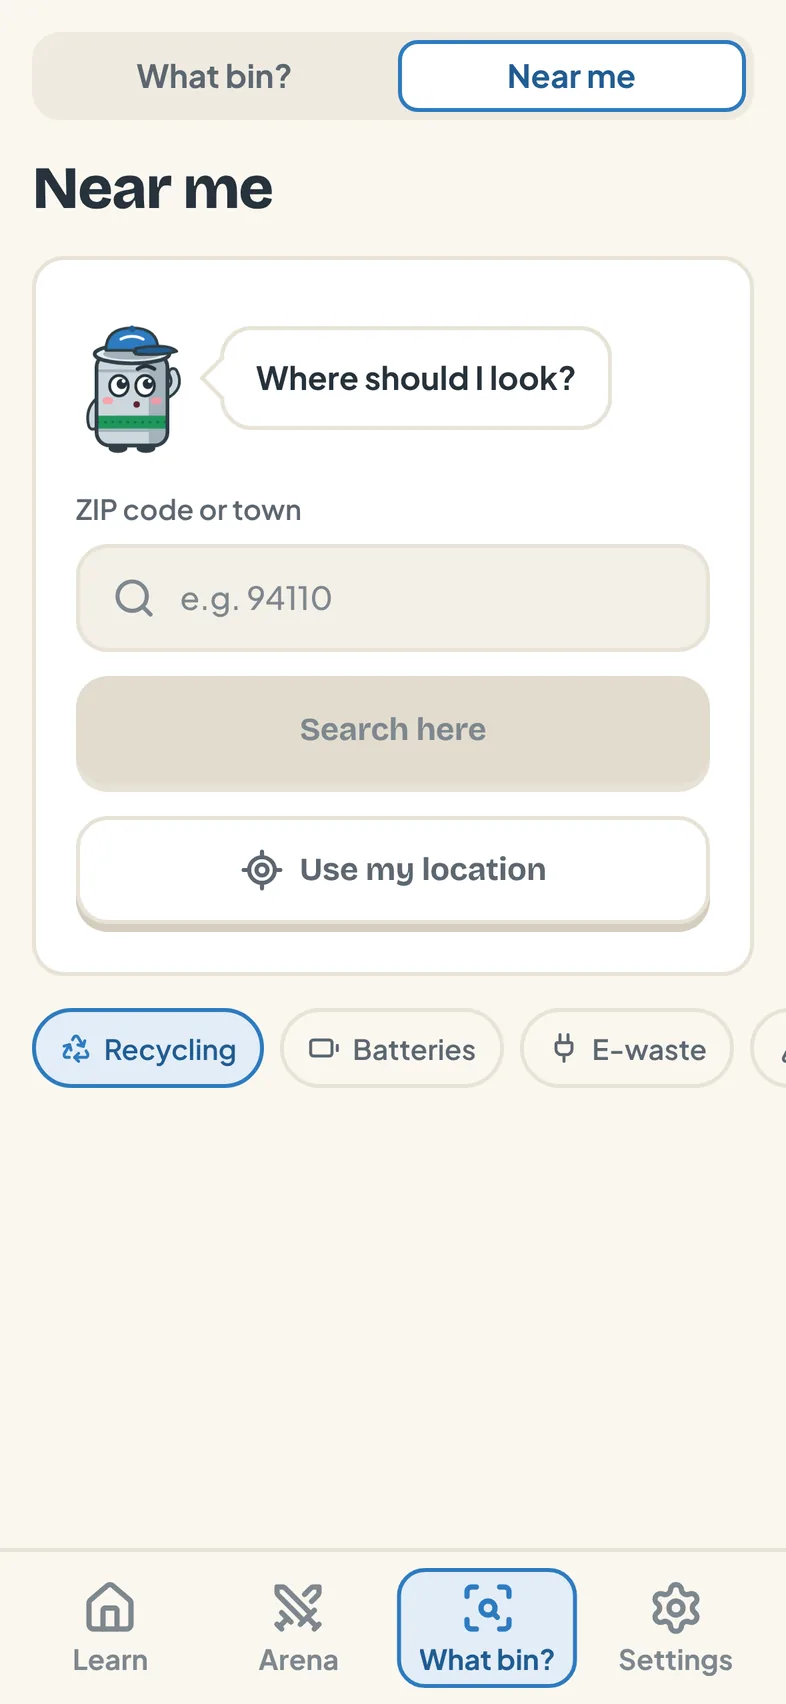 What bin?
Near me
Near me
Where should I look?
ZIP code or town
e.g. 94110
Search here
Use my location
Recycling
Batteries
E-waste
Learn
Arena
What bin?
Settings